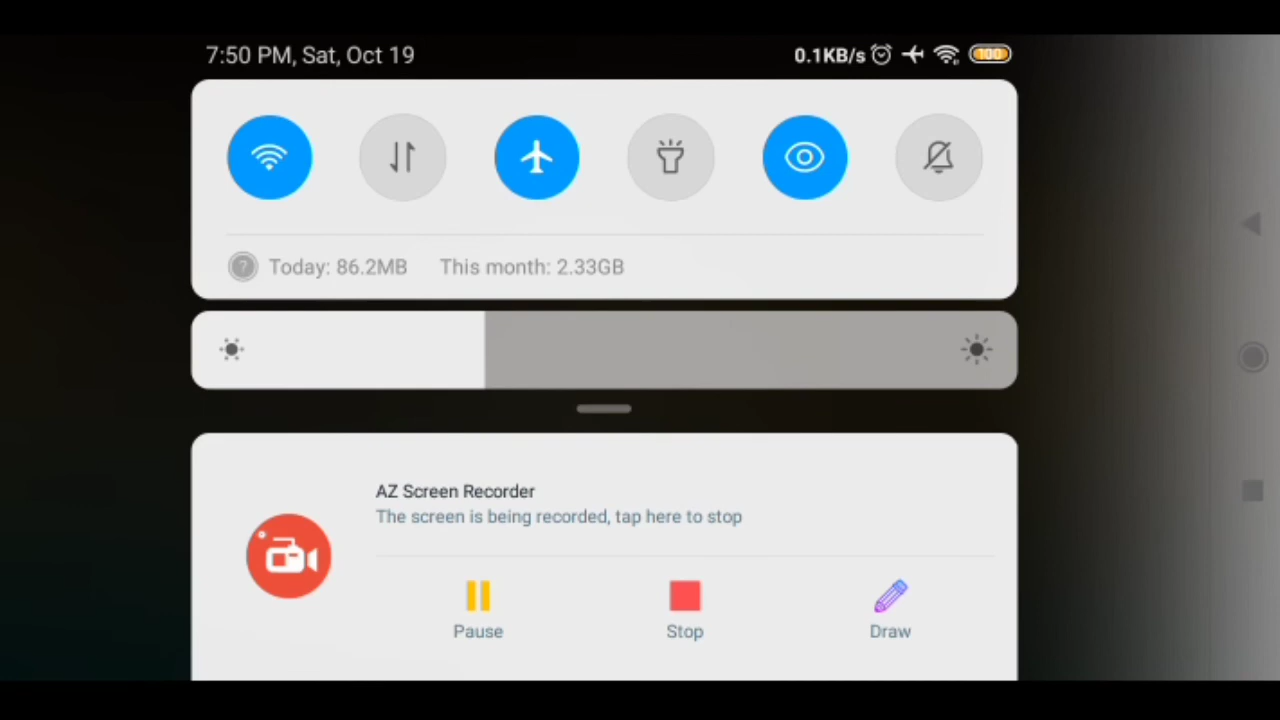 7:50 PM, Sat, Oct 19 0.1KB/s 100
Today: 86.2MB This month: 2.33GB
AZ Screen Recorder
The screen is being recorded, tap here to stop
Pause Stop Draw